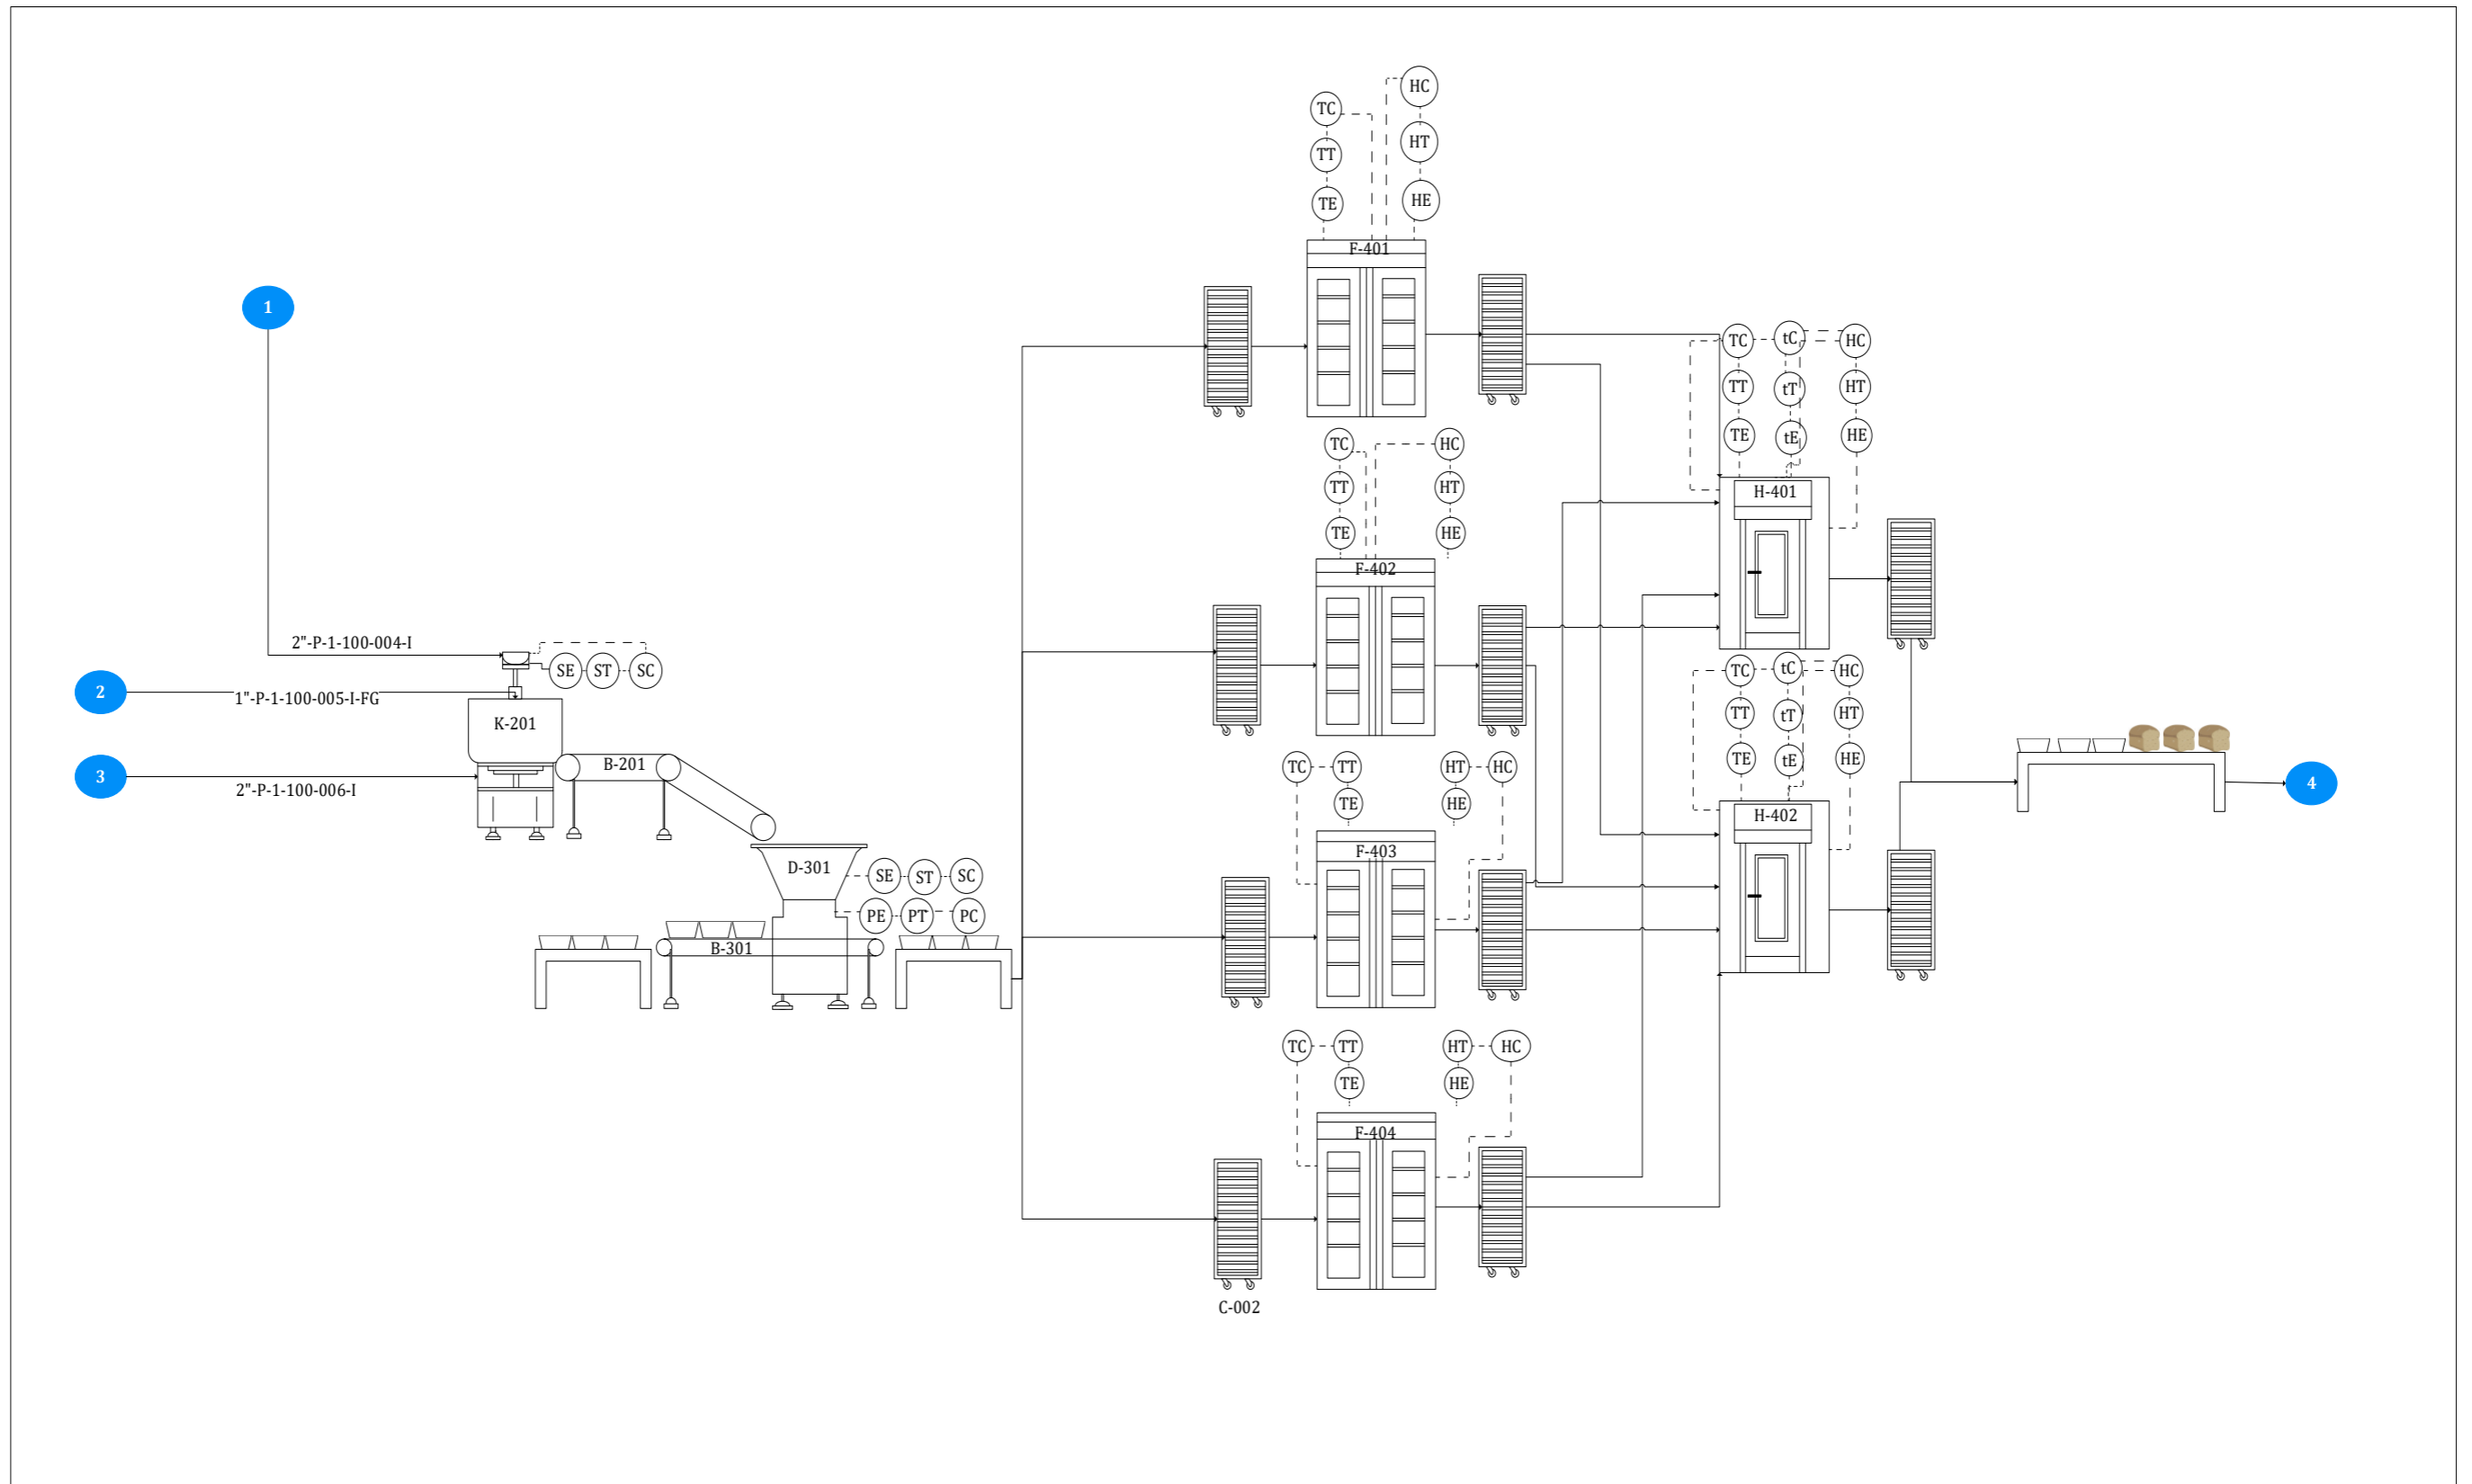 HC
TC
HT
TT
HE
TE
F-401
1
TC
tC
HC
TT
tT
HT
TE
tE
HE
H-401
TC
HC
TT
HT
TE
HE
F-402
2"-P-1-100-004-I
SE
ST
SC
2
1"-P-1-100-005-I-FG
K-201
3
2"-P-1-100-006-I
B-201
TC
tC
HC
TT
tT
HT
TE
tE
HE
H-402
4
TC
TT
HT
HC
TE
HE
F-403
D-301
SE
ST
SC
PE
PT
PC
B-301
TC
TT
HT
HC
TE
HE
F-404
C-002